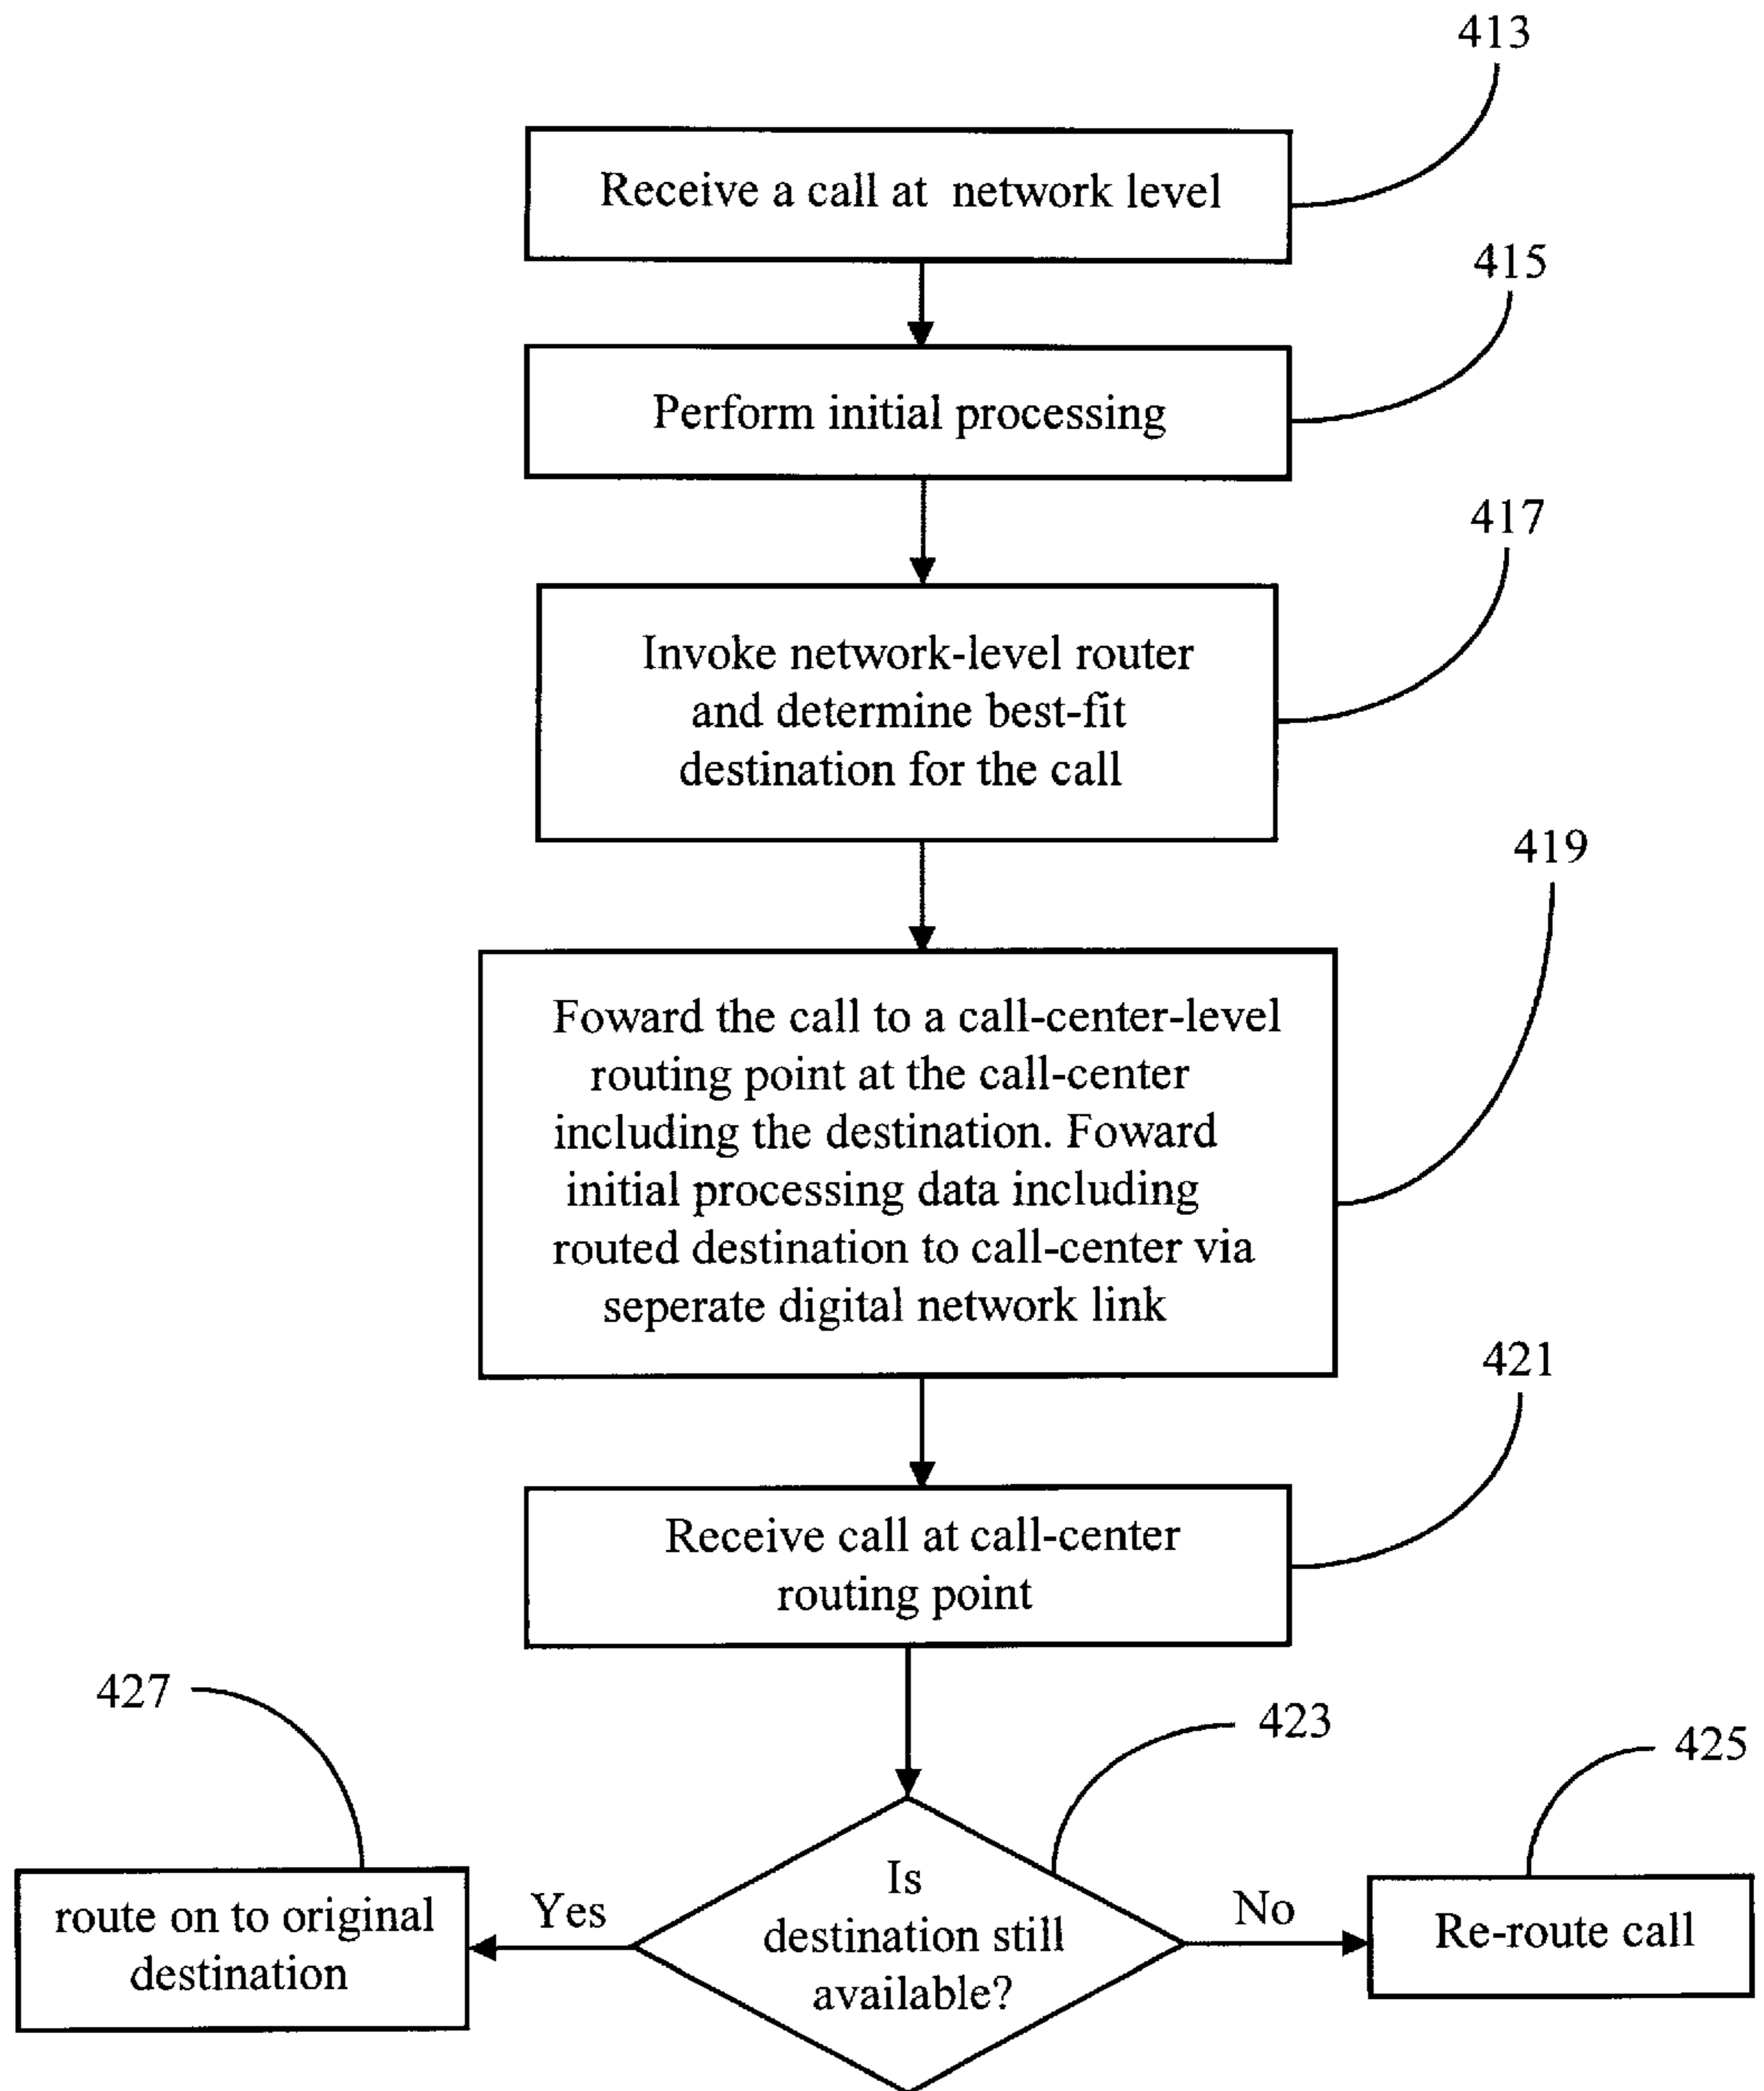 413
Receive a call at network level
415
Perform initial processing
417
Invoke network-level router
and determine best-fit
destination for the call
419
Foward the call to a call-center-level
routing point at the call-center
including the destination. Foward
initial processing data including
routed destination to call-center via
seperate digital network link
421
Receive call at call-center
routing point
427
423
425
route on to original
destination
Yes
Is
destination still
available?
No
Re-route call